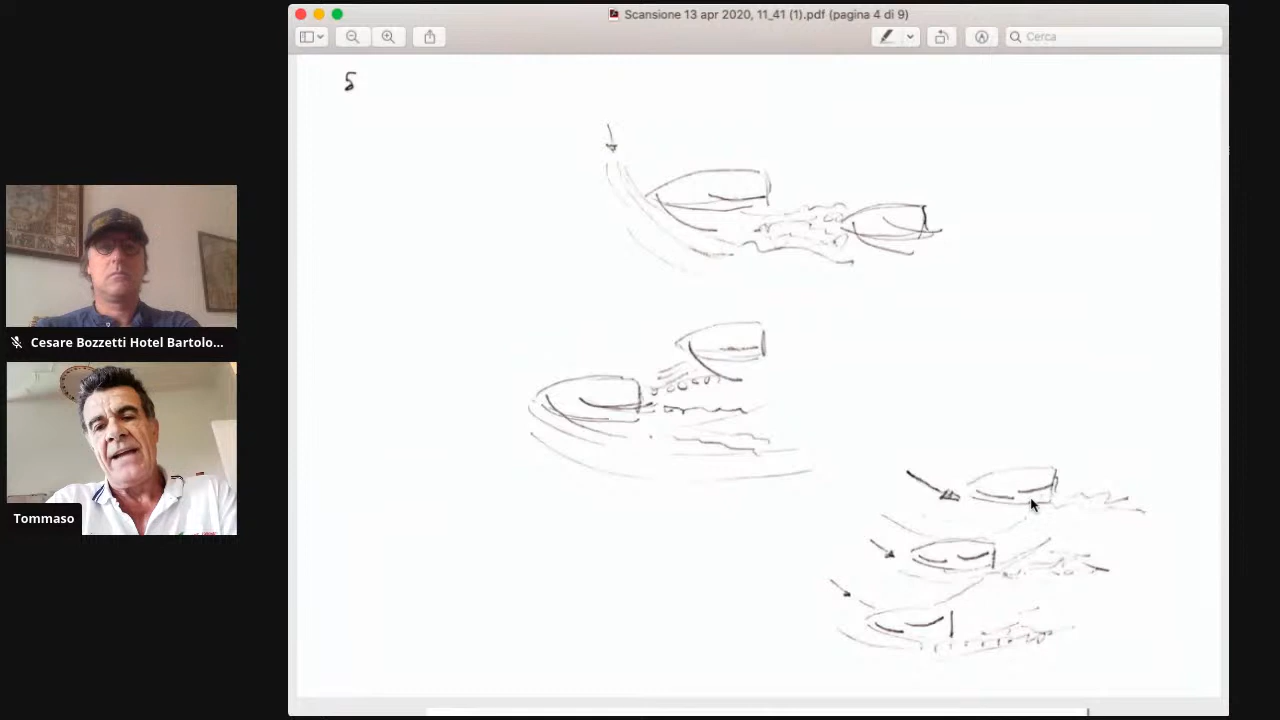 Scansione 13 apr 2020, 11_41 (1).pdf (pagina 4 di 9)
Cerca
5
Cesare Bozzetti Hotel Bartolo...
Tommaso